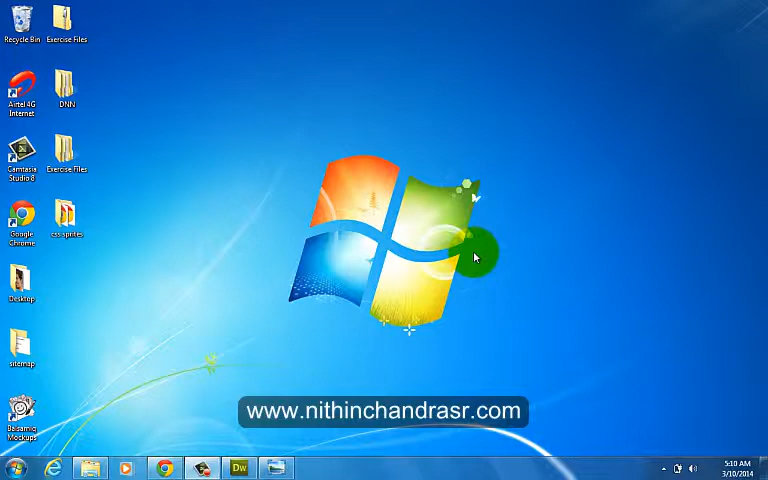 Recycle Bin
Exercise Files
Airtel 4G
Internet
DNN
Camtasia
Studio 8
Exercise Files
Google
Chrome
css sprites
Desktop
sitemap
Balsamiq
Mockups
www.nithinchandrasr.com
Dw
5:10 AM
3/10/2014